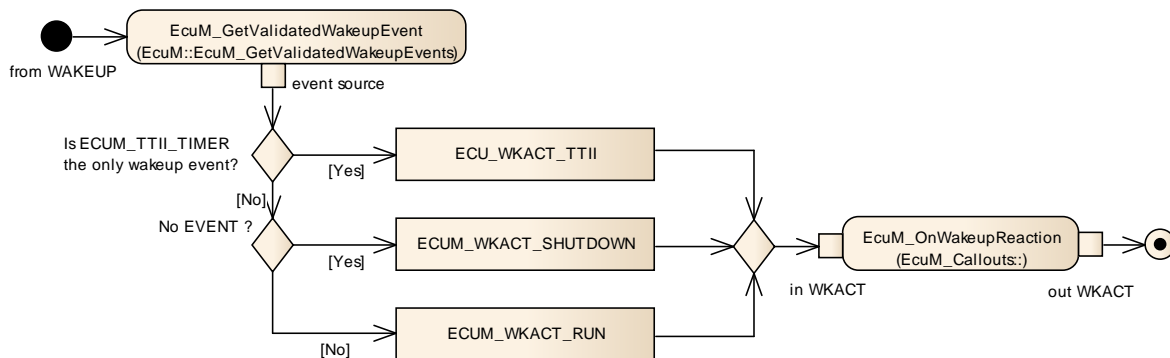 EcuM_GetValidatedWakeupEvent
(EcuM::EcuM_GetValidatedWakeupEvents)
from WAKEUP
event source
Is ECUM_TTII_TIMER
the only wakeup event?
[Yes]
ECU_WKACT_TTII
[No]
No EVENT ?
[Yes]
ECUM_WKACT_SHUTDOWN
EcuM_OnWakeupReaction
(EcuM_Callouts::)
in WKACT
out WKACT
[No]
ECUM_WKACT_RUN